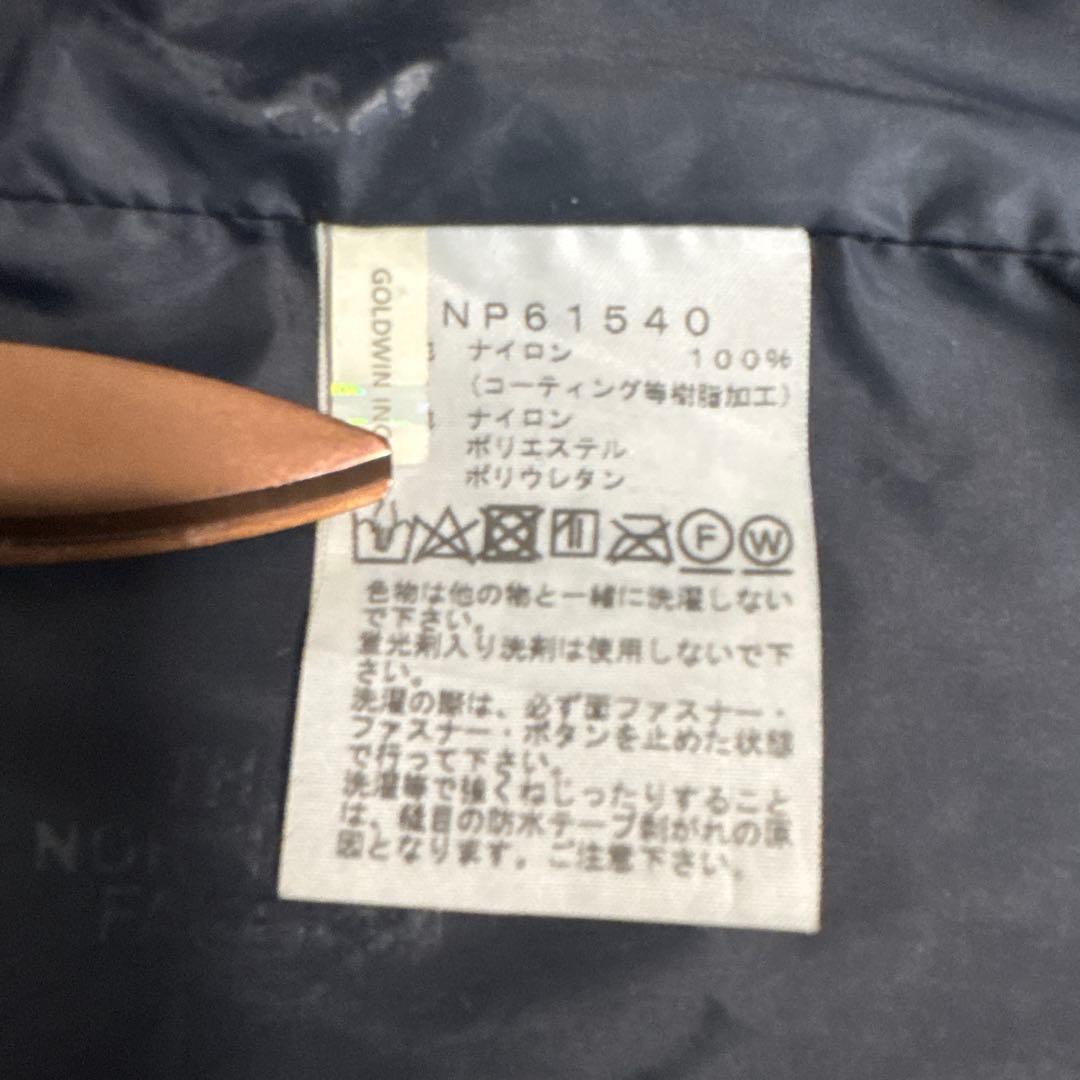 GOLDWIN INC
NP61540
ナイロン 100%
(コーティング等樹脂加工)
ナイロン
ポリエステル
ポリウレタン
F W
色物は他の物と一緒に洗濯しない
で下さい。
蛍光剤入り洗剤は使用しないで下
さい。
洗濯の際は、必ず面ファスナー・
ファスナー・ボタンを止めた状態
で行って下さい。
洗濯等で強くねじったりすること
は、縫目の防水テープ剥がれの原
因となります。ご注意下さい。
TH
NOR
FA